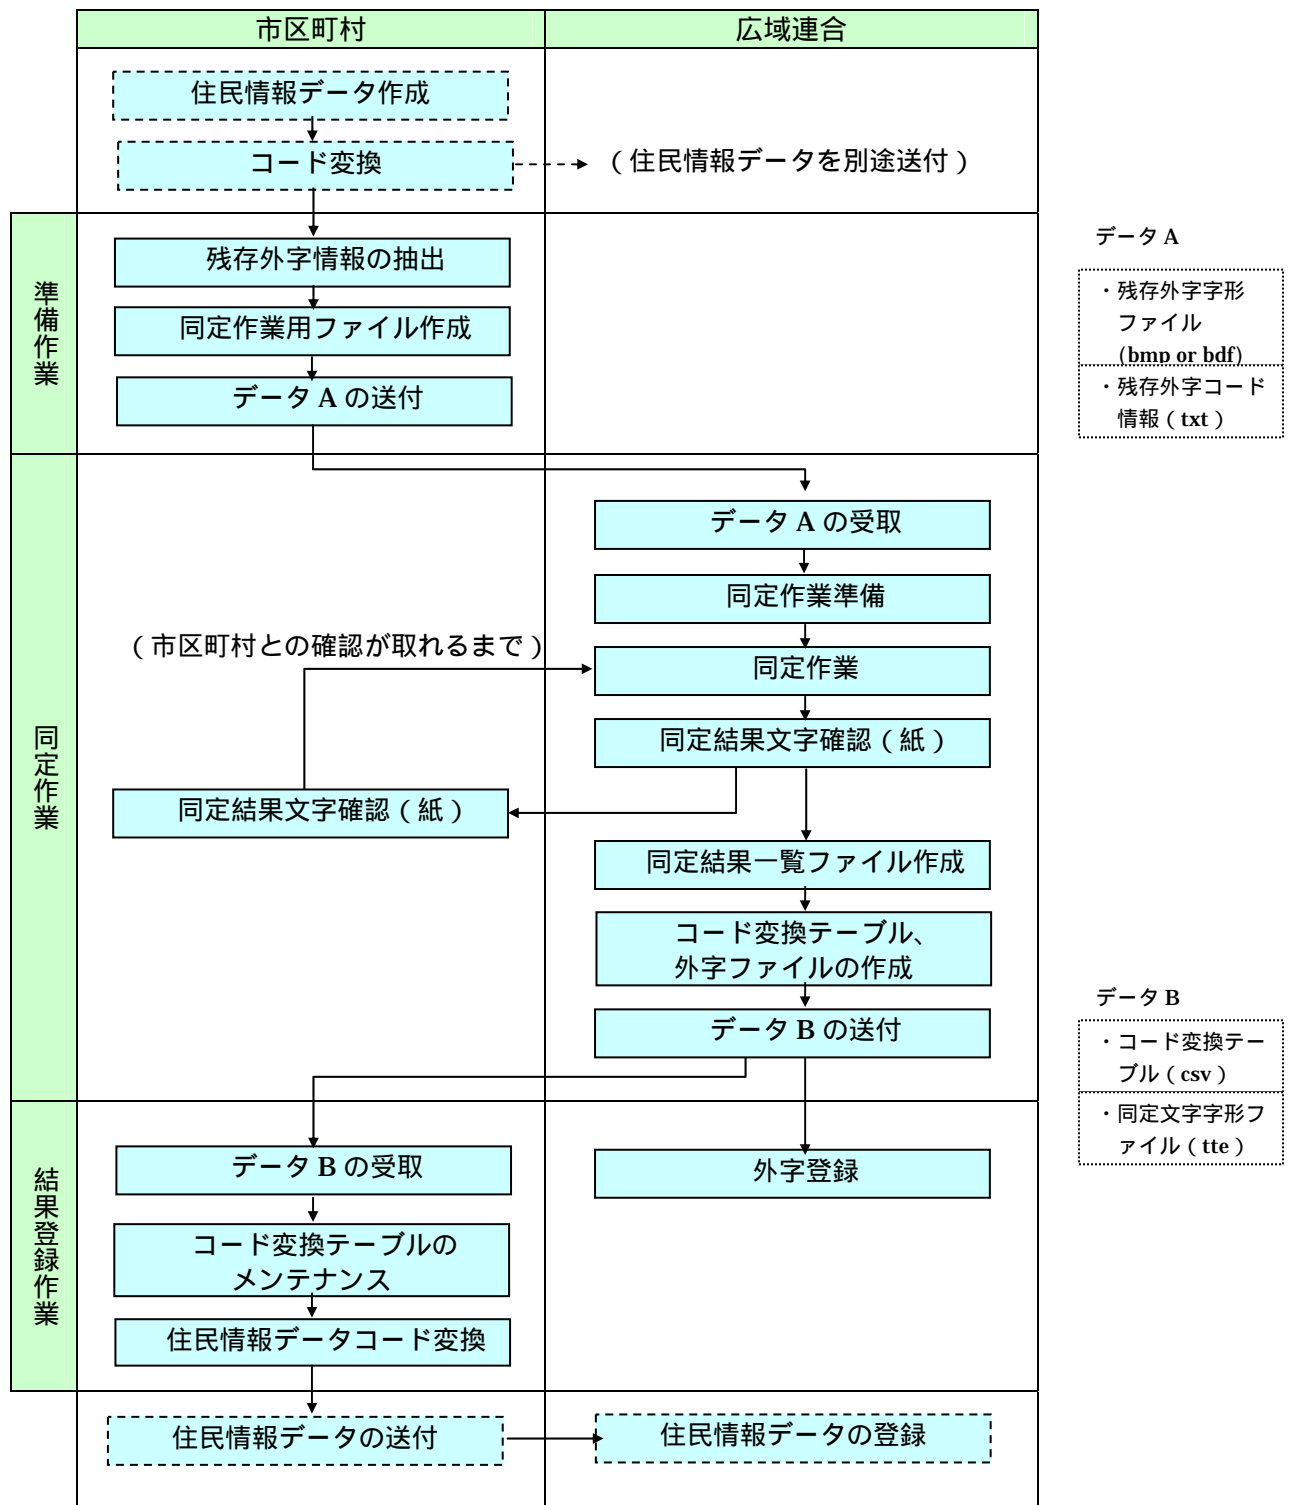 市区町村
広域連合
住民情報データ作成
コード変換
（住民情報データを別途送付）
準備作業
残存外字情報の抽出
同定作業用ファイル作成
データ A の送付
データ A
・残存外字字形
ファイル
(bmp or bdf)
・残存外字コード
情報（txt）
同定作業
データ A の受取
同定作業準備
（市区町村との確認が取れるまで）
同定作業
同定結果文字確認（紙）
同定結果文字確認（紙）
同定結果一覧ファイル作成
コード変換テーブル、
外字ファイルの作成
データ B の送付
データ B
・コード変換テー
ブル（csv）
・同定文字字形フ
ァイル（tte）
結果登録作業
データ B の受取
外字登録
コード変換テーブルの
メンテナンス
住民情報データコード変換
住民情報データの送付
住民情報データの登録